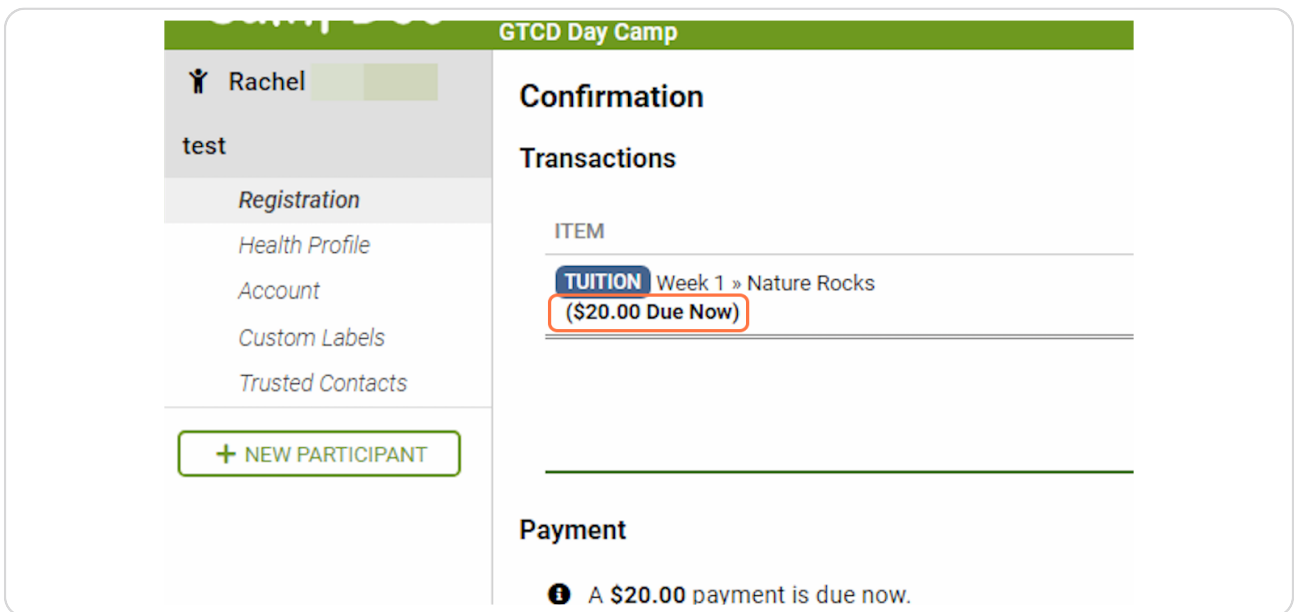 GTCD Day Camp
Rachel
test
Registration
Health Profile
Account
Custom Labels
Trusted Contacts
+ NEW PARTICIPANT
Confirmation
Transactions
ITEM
TUITION Week 1 » Nature Rocks
($20.00 Due Now)
Payment
A $20.00 payment is due now.